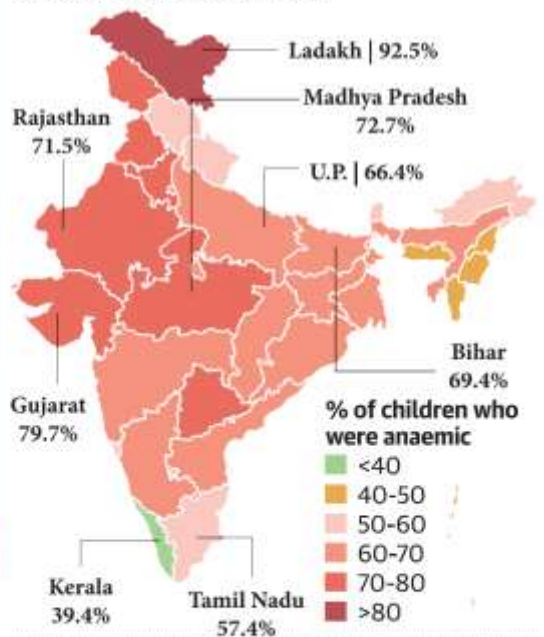 Ladakh | 92.5%
Madhya Pradesh
72.7%
Rajasthan
71.5%
U.P. | 66.4%
Bihar
69.4%
Gujarat
79.7%
% of children who
were anaemic
<40
40-50
50-60
60-70
70-80
>80
Kerala
39.4%
Tamil Nadu
57.4%